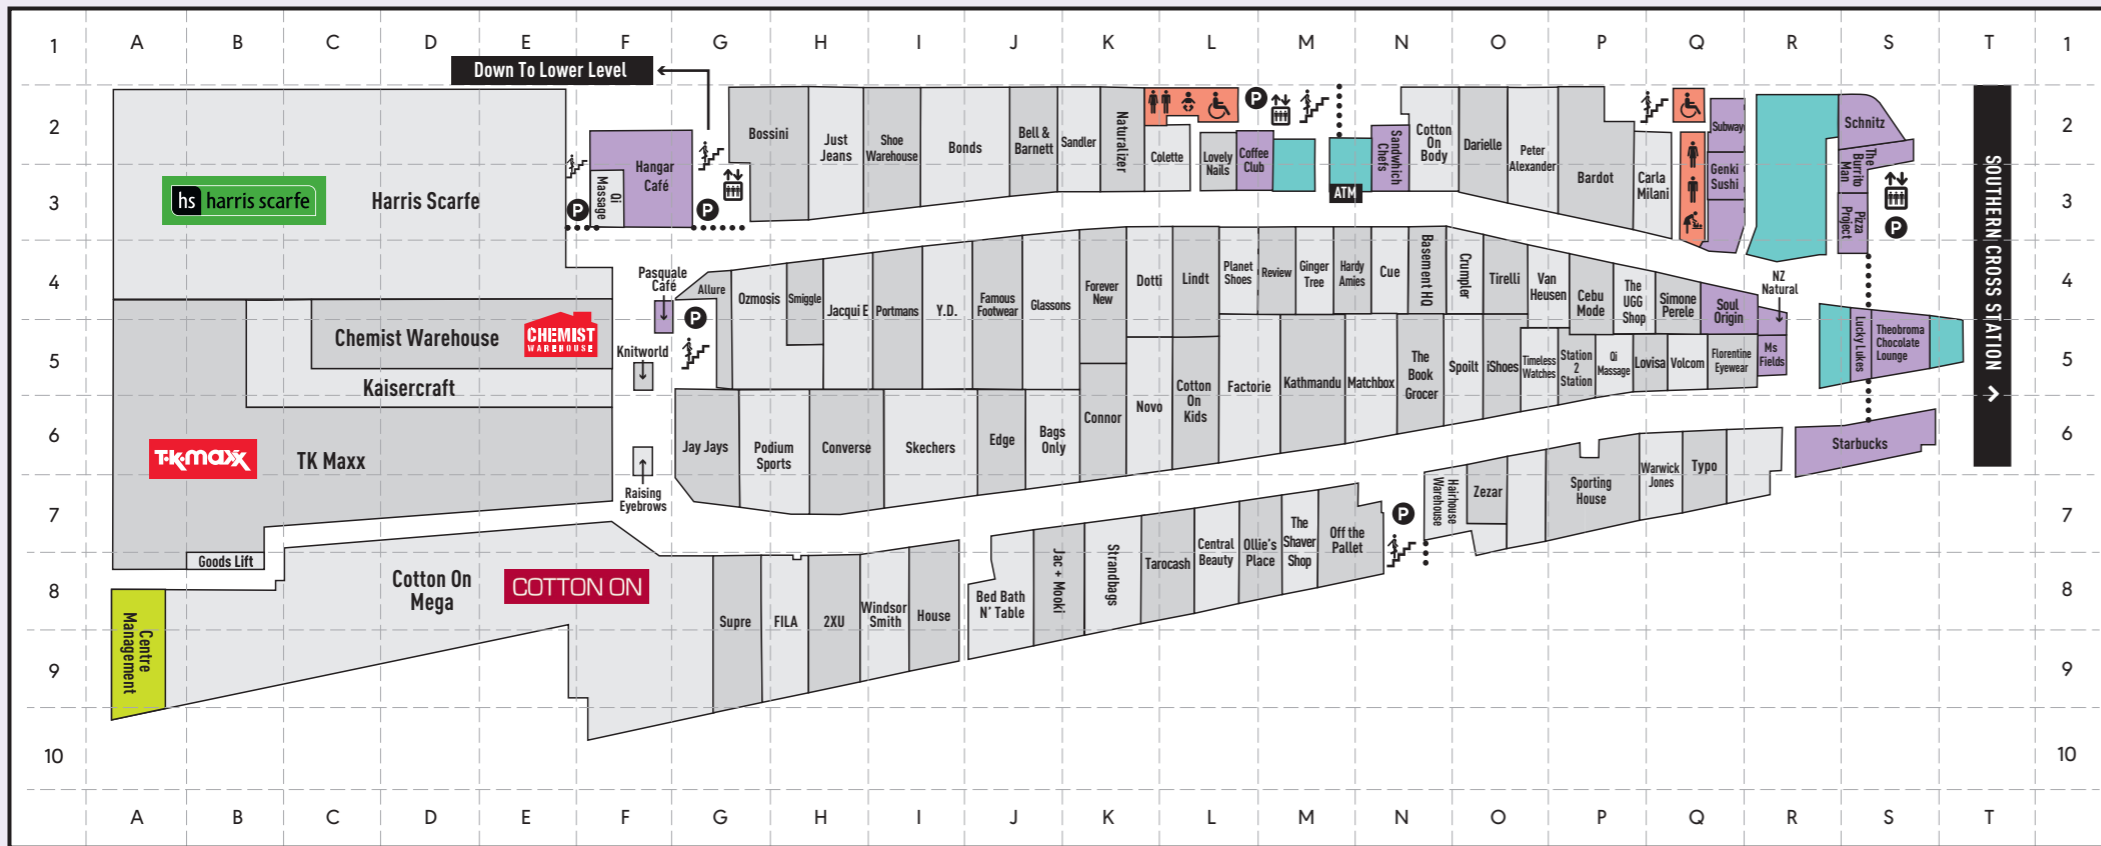 A B C D E F G H I J K L M N O P Q R S T
1 1
Down To Lower Level
2 2
Bossini
Just
Jeans
Shoe
Warehouse
Bonds
Bell &
Barnett
Sandler
Naturalizer
Colette
Lovely
Nails
Coffee
Club
P
ATM
Sandwich
Chefs
Cotton
On
Body
Darielle
Peter
Alexander
Bardot
Carla
Milani
Subway
Genki
Sushi
Schnitz
The
Burrito
Man
Pizza
Project
P
3 3
hs harris scarfe
Harris Scarfe
Hangar
Café
Qi
Massage
P
P
SOUTHERN CROSS STATION
4 4
Pasquale
Café
Allure
P
Ozmosis
Smiggle
Jacqui E
Portmans
Y.D.
Famous
Footwear
Glassons
Forever
New
Dotti
Lindt
Planet
Shoes
Review
Ginger
Tree
Hardy
Amies
Cue
Basement HQ
Crumpler
Tirelli
Van
Heusen
Cebu
Mode
The
UGG
Shop
Simone
Perele
Soul
Origin
NZ
Natural
5 5
Chemist Warehouse
CHEMIST
WAREHOUSE
Knitworld
Kaisercraft
Connor
Novo
Cotton
On
Kids
Factorie
Kathmandu
Matchbox
The
Book
Grocer
Spoilt
iShoes
Timeless
Watches
Station
2
Station
Qi
Massage
Lovisa
Volcom
Florentine
Eyewear
Ms
Fields
Lucky Lukes
Theobroma
Chocolate
Lounge
6 6
TK maxx
TK Maxx
Raising
Eyebrows
Jay Jays
Podium
Sports
Converse
Skechers
Edge
Bags
Only
Starbucks
7 7
Goods Lift
Off the
Pallet
The
Shaver
Shop
Ollie's
Place
Central
Beauty
Tarocash
Strandbags
Jac + Mooki
Bed Bath
N' Table
P
Hairhouse
Warehouse
Zezar
Sporting
House
Warwick
Jones
Typo
8 8
Cotton On
Mega
COTTON ON
Supre
FILA
2XU
Windsor
Smith
House
9 9
Centre
Management
10 10
A B C D E F G H I J K L M N O P Q R S T